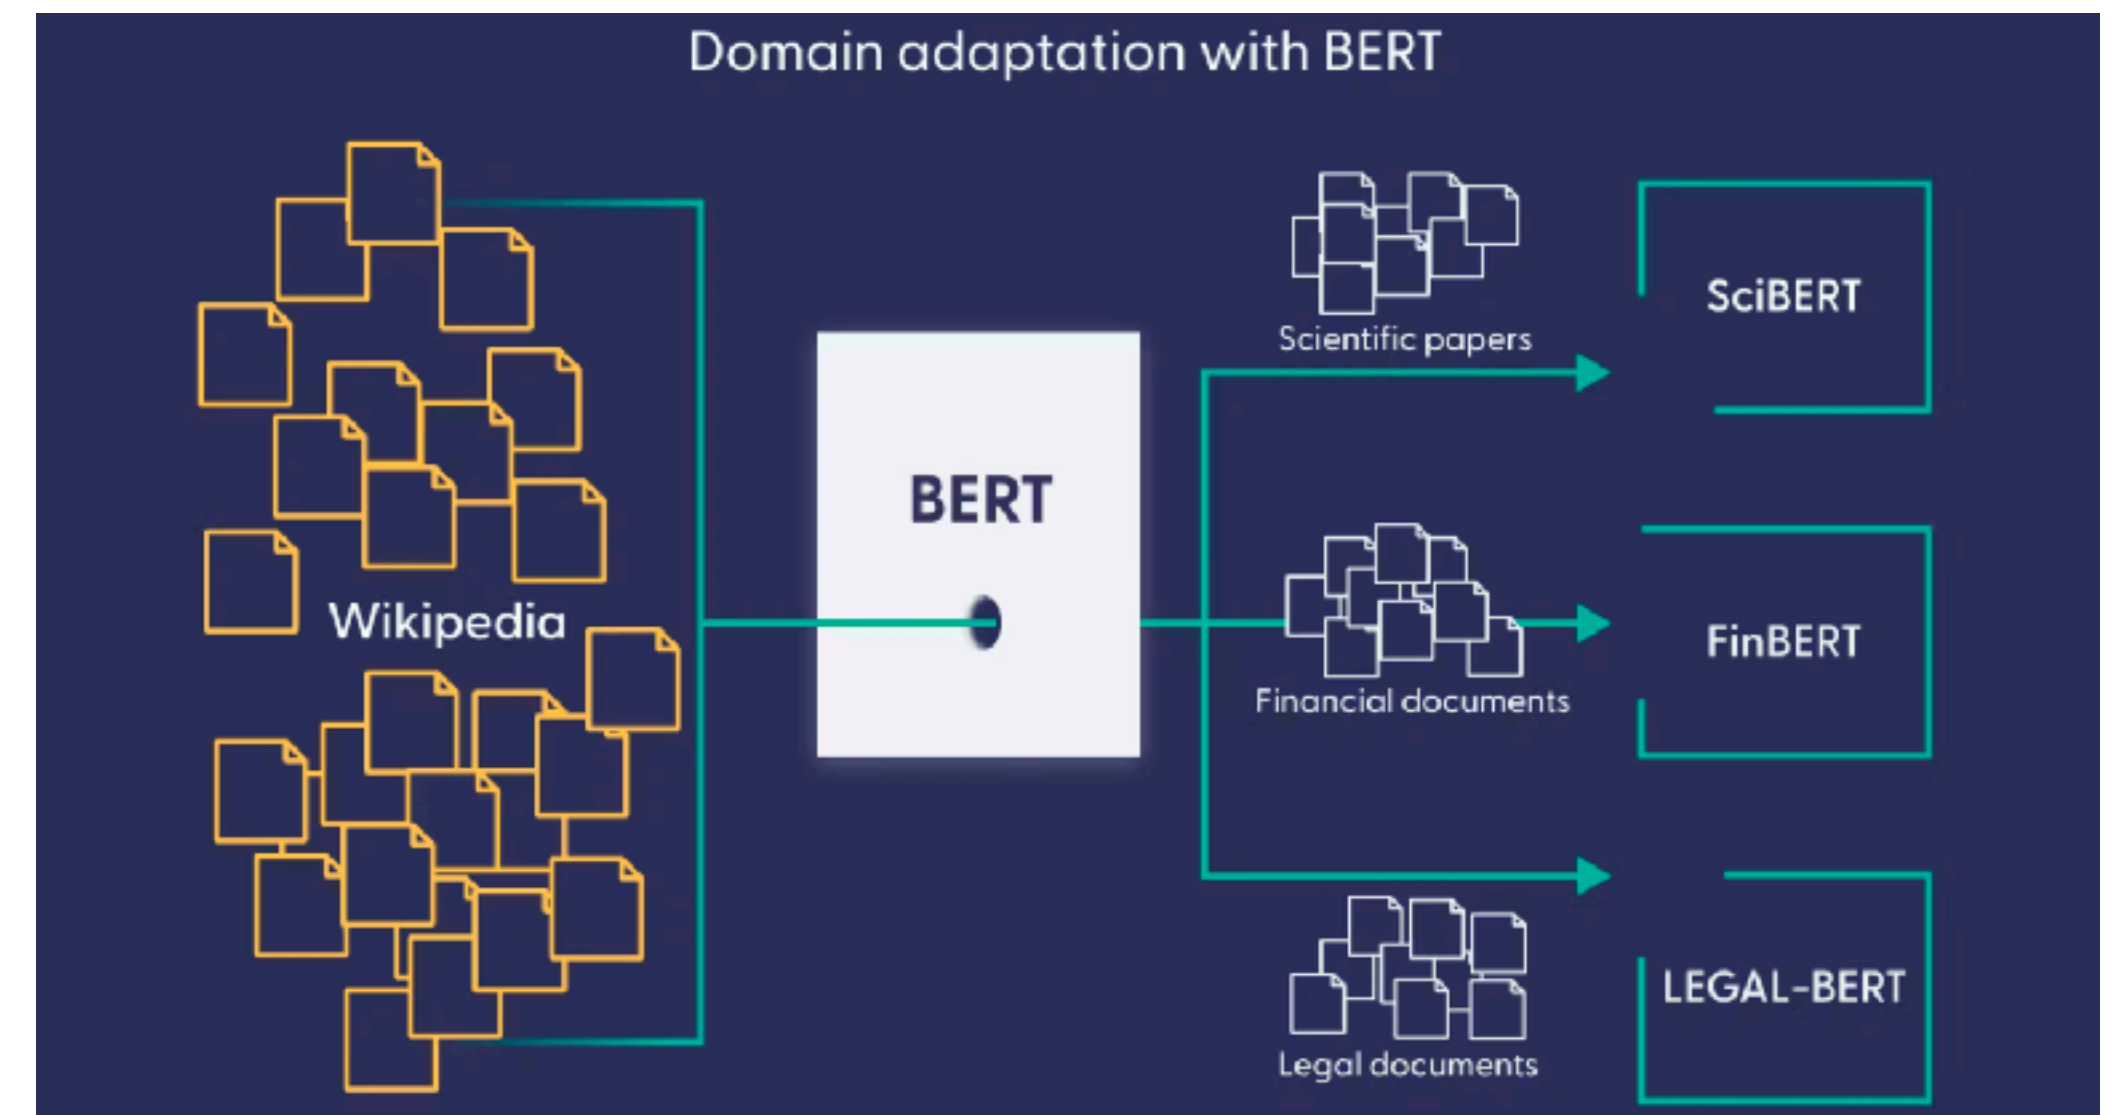 Domain adaptation with BERT
Wikipedia
BERT
Scientific papers
SciBERT
Financial documents
FinBERT
Legal documents
LEGAL-BERT